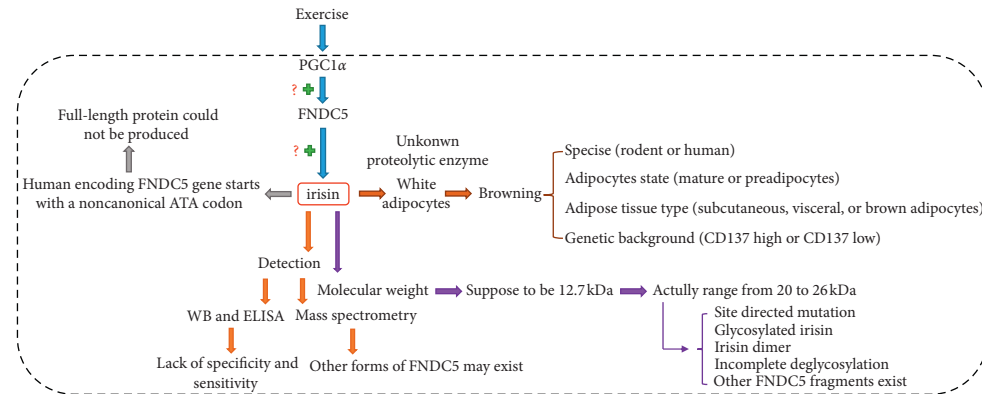 Exercise
PGC1α
? +
FNDC5
? +
Full-length protein could
not be produced
Human encoding FNDC5 gene starts
with a noncanonical ATA codon
irisin
Unkonwn
proteolytic enzyme
White
adipocytes
Browning
Specise (rodent or human)
Adipocytes state (mature or preadipocytes)
Adipose tissue type (subcutaneous, visceral, or brown adipocytes)
Genetic background (CD137 high or CD137 low)
Detection
WB and ELISA
Lack of specificity and
sensitivity
Mass spectrometry
Other forms of FNDC5 may exist
Molecular weight
Suppose to be 12.7 kDa
Actully range from 20 to 26 kDa
Site directed mutation
Glycosylated irisin
Irisin dimer
Incomplete deglycosylation
Other FNDC5 fragments exist